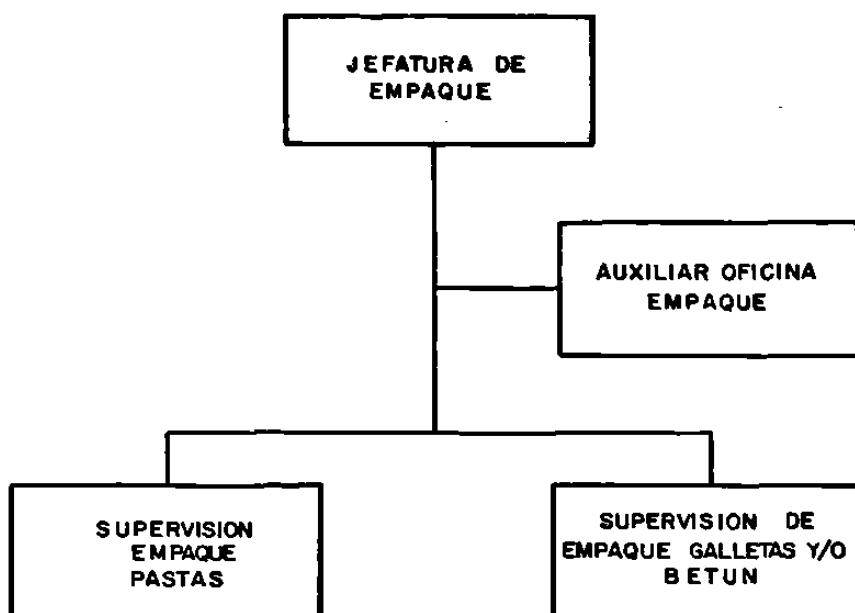 JEFATURA DE
EMPAQUE
AUXILIAR OFICINA
EMPAQUE
SUPERVISION
EMPAQUE
PASTAS
SUPERVISION DE
EMPAQUE GALLETAS Y/O
BETUN